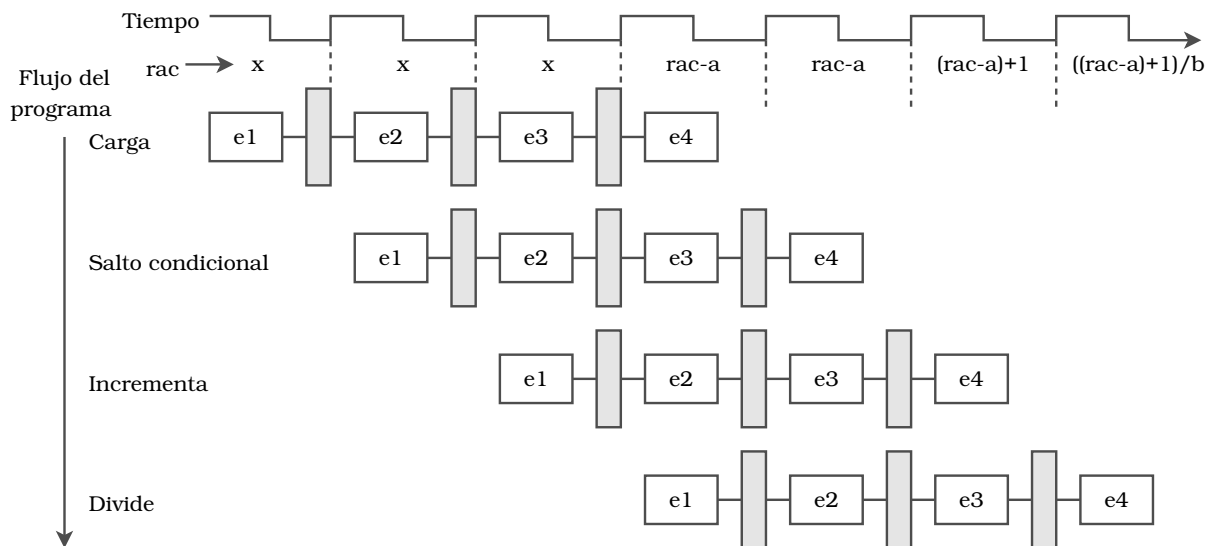 Tiempo
rac x x x rac-a rac-a (rac-a)+1 ((rac-a)+1)/b
Flujo del
programa
Carga e1 e2 e3 e4
Salto condicional e1 e2 e3 e4
Incrementa e1 e2 e3 e4
Divide e1 e2 e3 e4